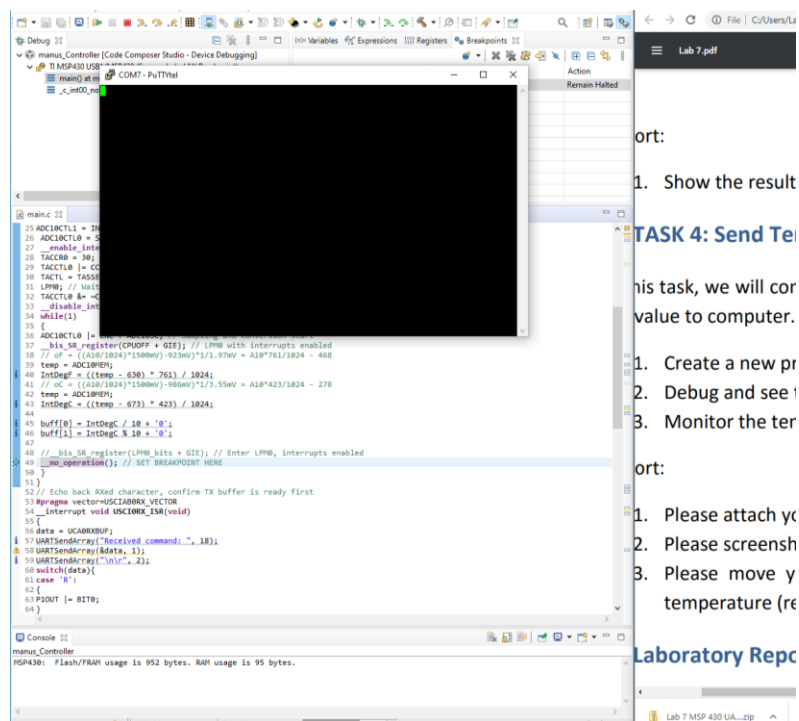 Debug
Variables
Expressions
Registers
Breakpoints
manus_Controller [Code Composer Studio - Device Debugging]
TI MSP430 USB1
main() at m
_c_int00_no
Action
Remain Halted
COM7 - PuTTYtel
main.c
25 ADC10CTL1 = IN
26 ADC10CTL0 = S
27 __enable_inte
28 TACCR0 = 30;
29 TACCTL0 |= CC
30 TACTL = TASSE
31 LPM0; // Wait
32 TACCTL0 &= ~C
33 __disable_int
34 while(1)
35 {
36 ADC10CTL0 |=
37 __bis_SR_register(CPUOFF + GIE); // LPM0 with interrupts enabled
38 // oF = ((A10/1024)*1500mV)-923mV)*1/1.97mV = A10*761/1024 - 468
39 temp = ADC10MEM;
40 IntDegF = ((temp - 630) * 761) / 1024;
41 // oC = ((A10/1024)*1500mV)-986mV)*1/3.55mV = A10*423/1024 - 278
42 temp = ADC10MEM;
43 IntDegC = ((temp - 673) * 423) / 1024;
44
45 buff[0] = IntDegC / 10 + '0';
46 buff[1] = IntDegC % 10 + '0';
47
48 //__bis_SR_register(LPM0_bits + GIE); // Enter LPM0, interrupts enabled
49 __no_operation(); // SET BREAKPOINT HERE
50 }
51 }
52 // Echo back RXed character, confirm TX buffer is ready first
53 #pragma vector=USCIAB0RX_VECTOR
54 __interrupt void USCI0RX_ISR(void)
55 {
56 data = UCA0RXBUF;
57 UARTSendArray("Received command: ", 18);
58 UARTSendArray(&data, 1);
59 UARTSendArray("\n\r", 2);
60 switch(data){
61 case 'R':
62 {
63 P1OUT |= BIT0;
64 }
Console
manus_Controller
MSP430: Flash/FRAM usage is 952 bytes. RAM usage is 95 bytes.
File | C:/Users/La
Lab 7.pdf
ort:
1. Show the result
TASK 4: Send Te
his task, we will con
value to computer.
1. Create a new pr
2. Debug and see t
3. Monitor the ter
ort:
1. Please attach yo
2. Please screensh
3. Please move y
temperature (re
Laboratory Repo
Lab 7 MSP 430 UA....zip